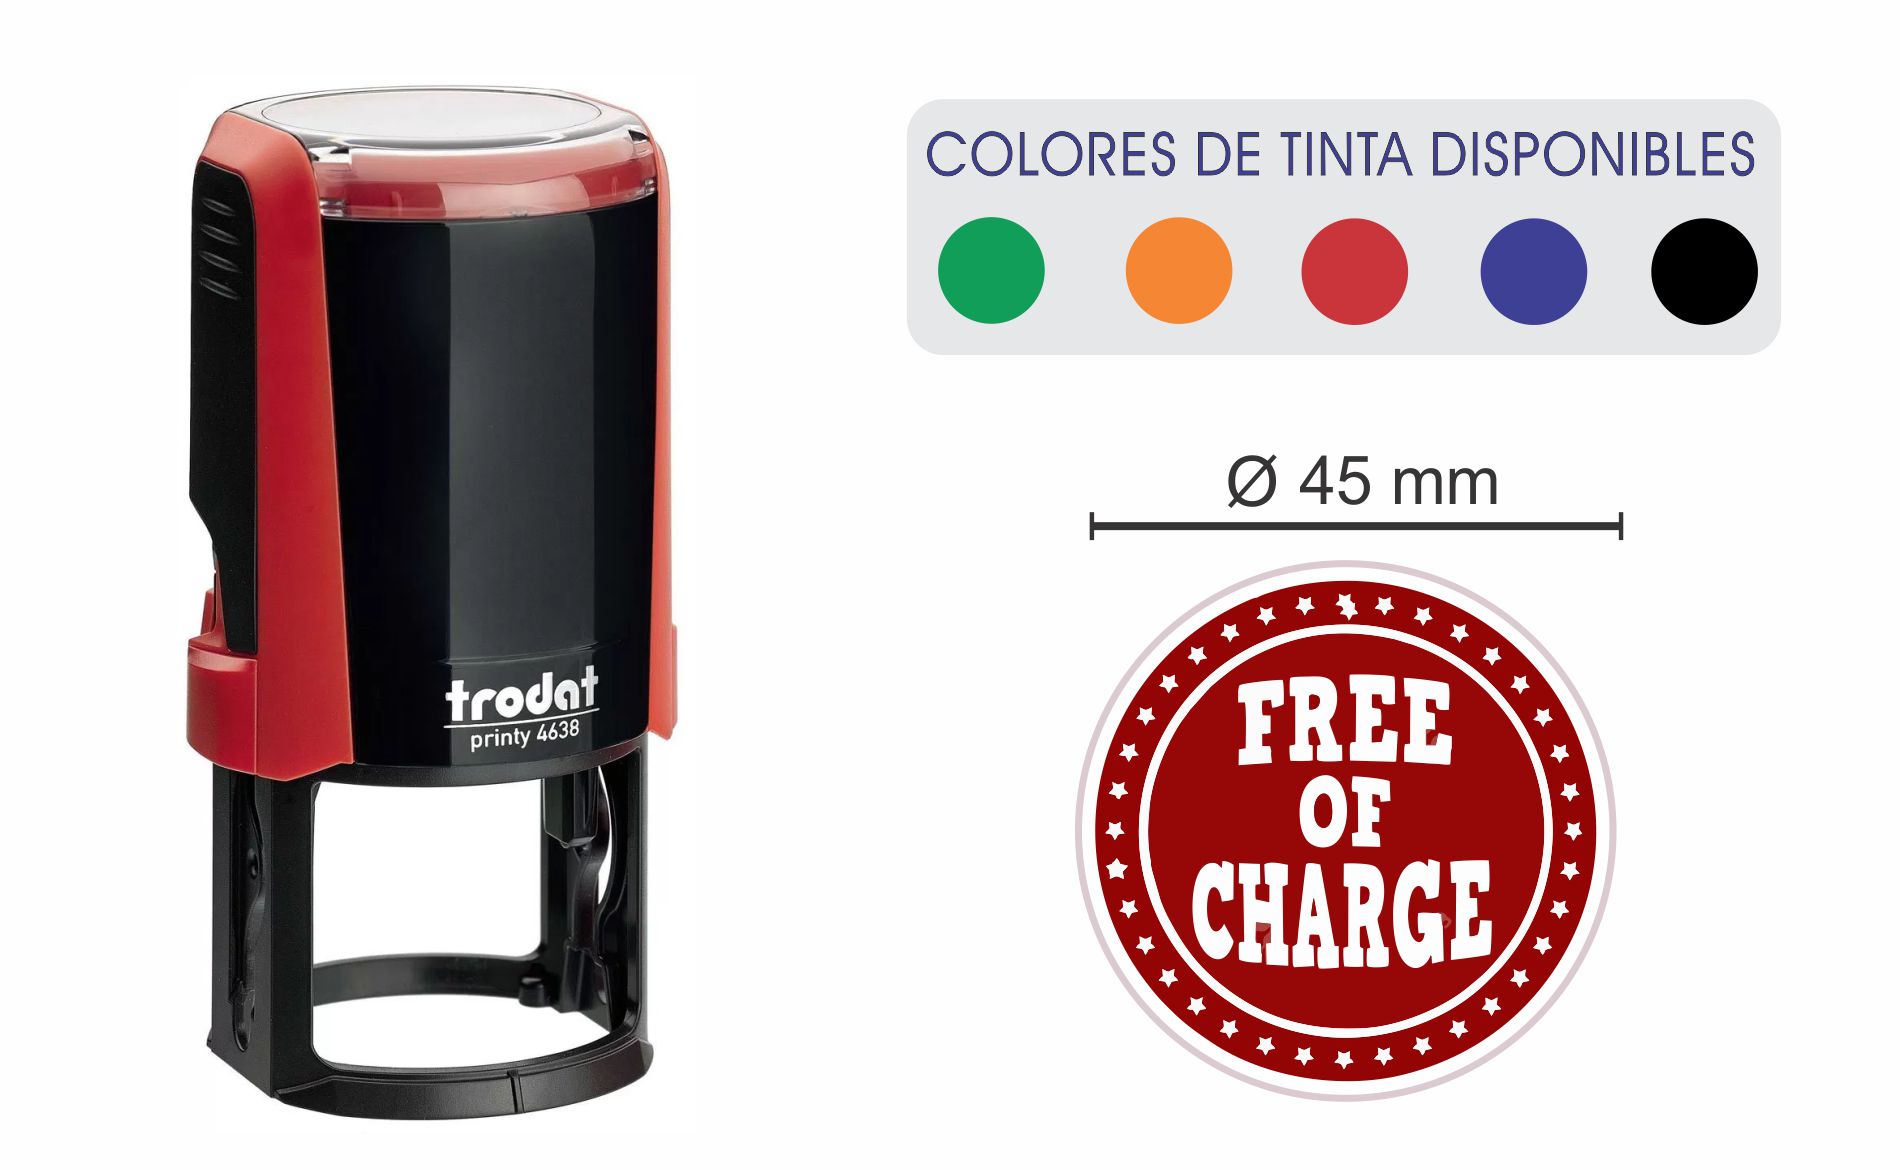 COLORES DE TINTA DISPONIBLES
Ø 45 mm
trodat
printy 4638
FREE
OF
CHARGE